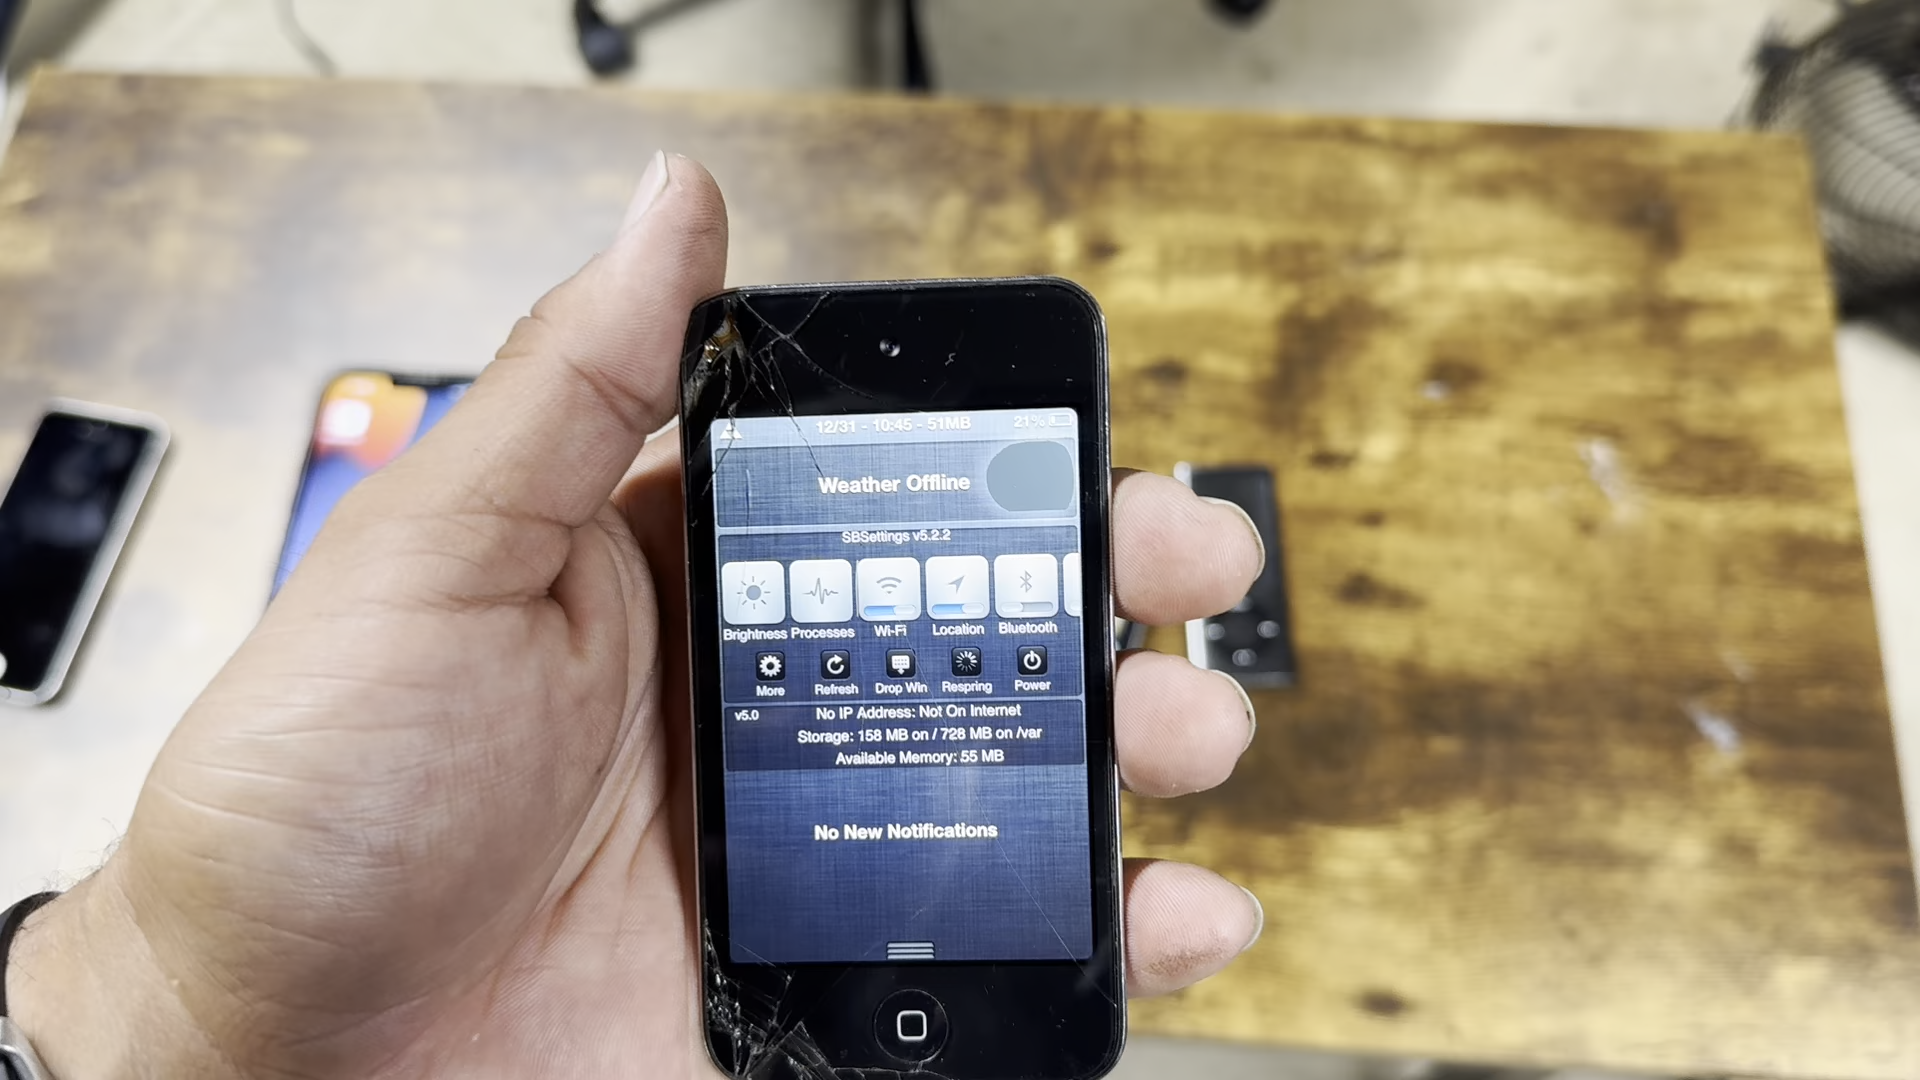 12/31 - 10:45 - 51MB 21%
Weather Offline
SBSettings v5.2.2
Brightness Processes Wi-Fi Location Bluetooth
More Refresh Drop Win Respring Power
v5.0 No IP Address: Not On Internet
Storage: 158 MB on / 728 MB on /var
Available Memory: 55 MB
No New Notifications